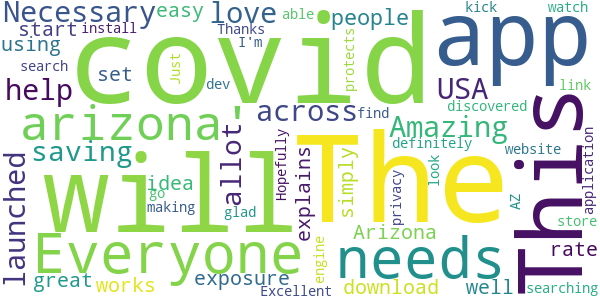 Necessary
easy
love
people
kick
able
watch
start
install
Thanks
I'm
using
covid
app
search
set
Just
dev
protects
USA
link
help
across
find
discovered
arizona'
allot
Amazing
saving
Hopefully
The
definitely
This
application
launched
will
idea
go
explains
simply
look
website
making
glad
privacy
Arizona
AZ
store
Everyone
needs
rate
great
works
exposure
engine
download
well
searching
Excellent